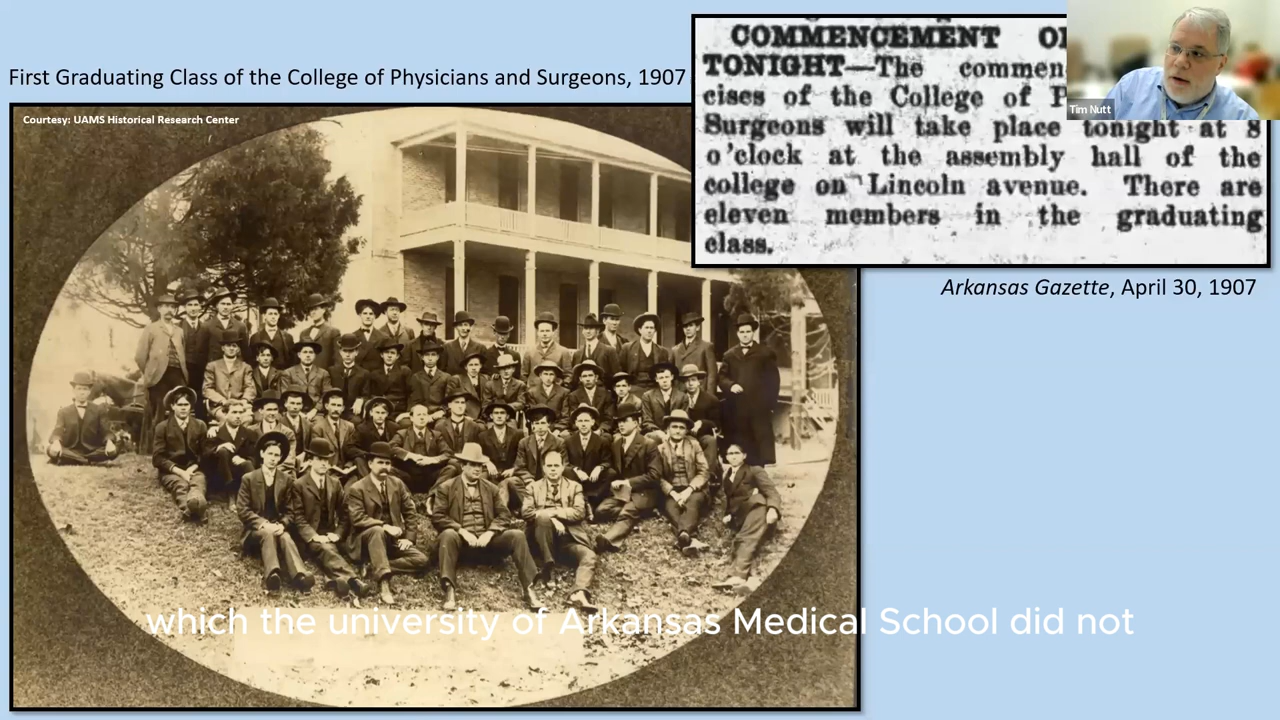 First Graduating Class of the College of Physicians and Surgeons, 1907
Courtesy: UAMS Historical Research Center
COMMENCEMENT
TONIGHT—The commen
cises of the College of P
Surgeons will take place tonight at 8
o'clock at the assembly hall of the
college on Lincoln avenue. There are
eleven members in the graduating
class.
Tim Nutt
Arkansas Gazette, April 30, 1907
which the university of Arkansas Medical School did not